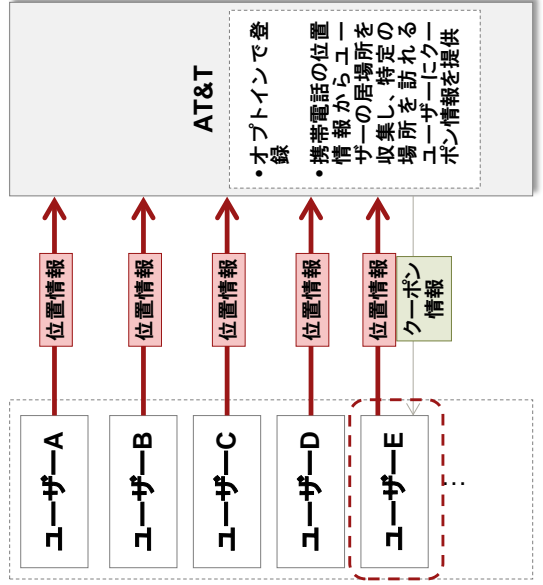 AT&T
• オプトインで登
録
• 携帯電話の位置
情報からユー
ザーの居場所を
収集し、特定の
場所を訪れる
ユーザーにクー
ポン情報を提供
位置情報
位置情報
位置情報
位置情報
位置情報
クーポン
情報
ユーザーA
ユーザーB
ユーザーC
ユーザーD
ユーザーE
…